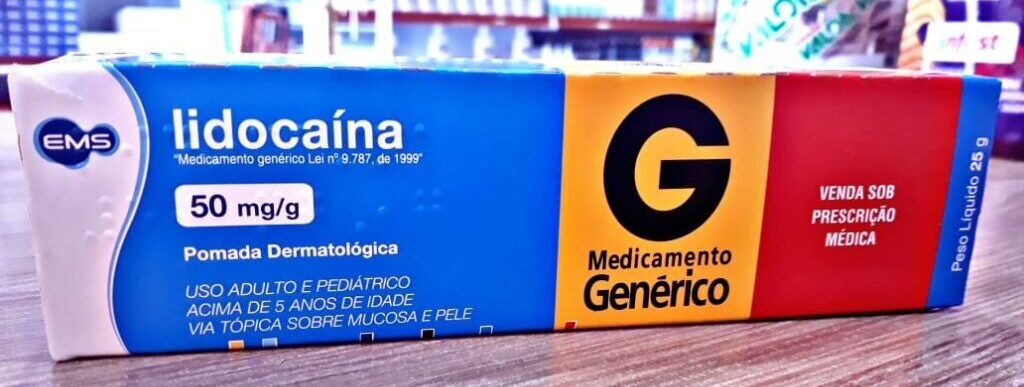 EMS
lidocaína
"Medicamento genérico Lei nº 9.787, de 1999"
50 mg/g
Pomada Dermatológica
USO ADULTO E PEDIÁTRICO
ACIMA DE 5 ANOS DE IDADE
VIA TÓPICA SOBRE MUCOSA E PELE
G
Medicamento
Genérico
VENDA SOB
PRESCRIÇÃO
MÉDICA
Peso Líquido 25 g